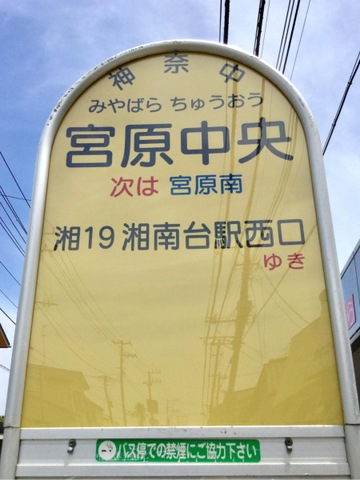 神奈中
みやばら ちゅうおう
宮原中央
次は 宮原南
湘19 湘南台駅西口
ゆき
バス停での禁煙にご協力下さい